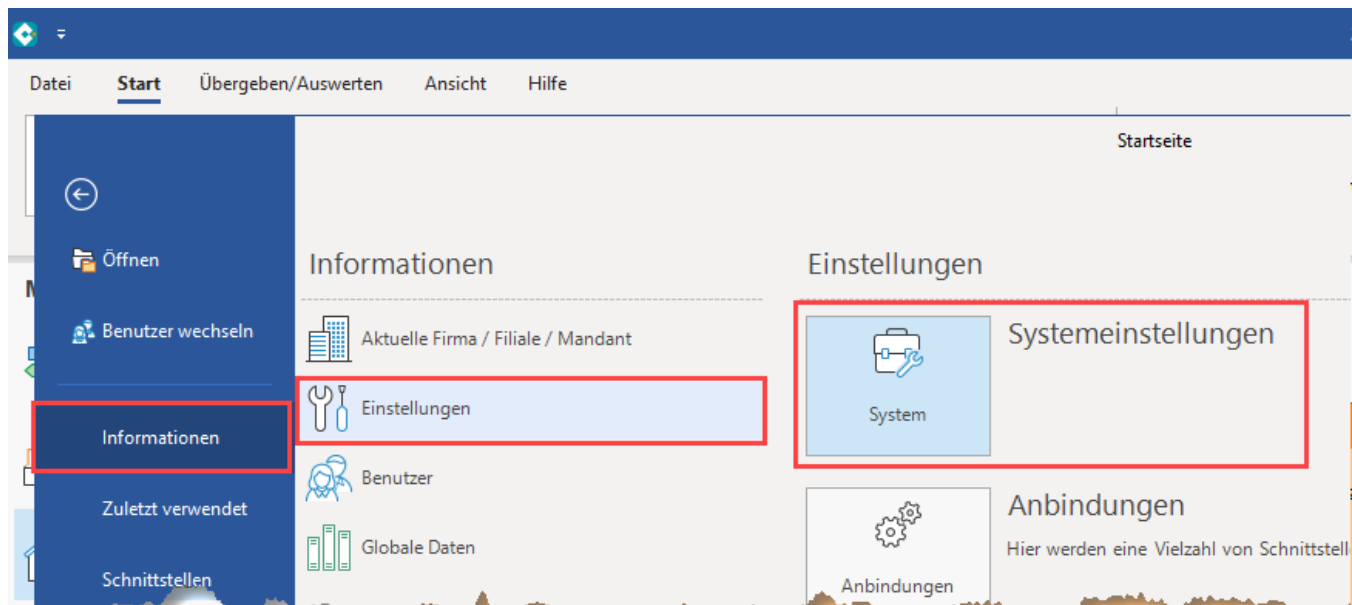 Datei Start Übergeben/Auswerten Ansicht Hilfe
Startseite
Öffnen
Benutzer wechseln
Informationen
Zuletzt verwendet
Schnittstellen
Informationen
Aktuelle Firma / Filiale / Mandant
Einstellungen
Benutzer
Globale Daten
Einstellungen
System
Systemeinstellungen
Anbindungen
Anbindungen
Hier werden eine Vielzahl von